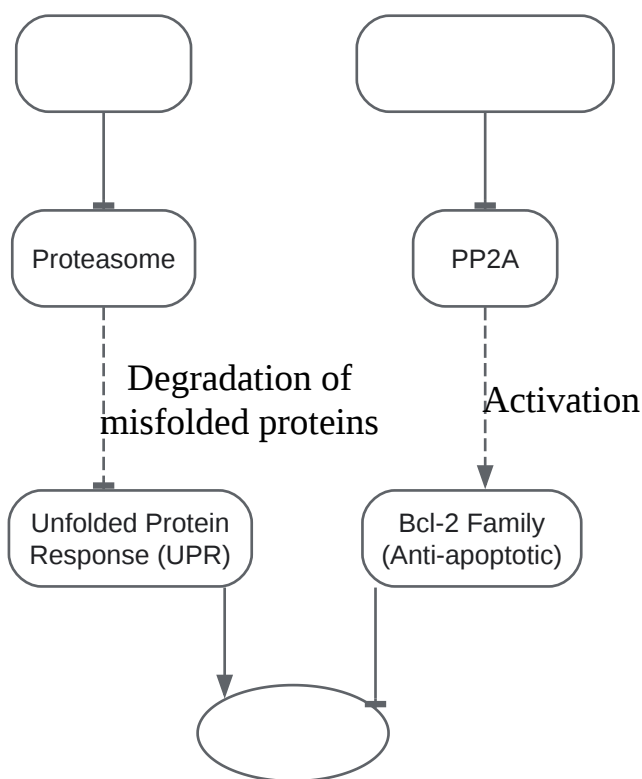 Proteasome
PP2A
Degradation of
misfolded proteins
Activation
Unfolded Protein
Response (UPR)
Bcl-2 Family
(Anti-apoptotic)